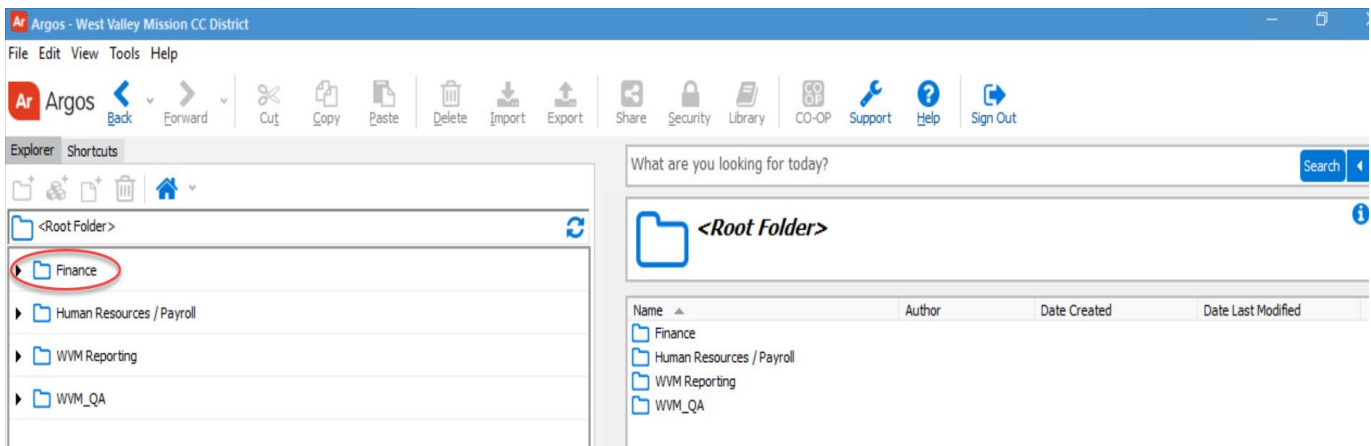 Ar Argos - West Valley Mission CC District
File Edit View Tools Help
Ar Argos Back Forward Cut Copy Paste Delete Import Export Share Security Library CO-OP Support Help Sign Out
Explorer Shortcuts
<Root Folder>
Finance
Human Resources / Payroll
WVM Reporting
WVM_QA
What are you looking for today? Search
<Root Folder>
Name Author Date Created Date Last Modified
Finance
Human Resources / Payroll
WVM Reporting
WVM_QA